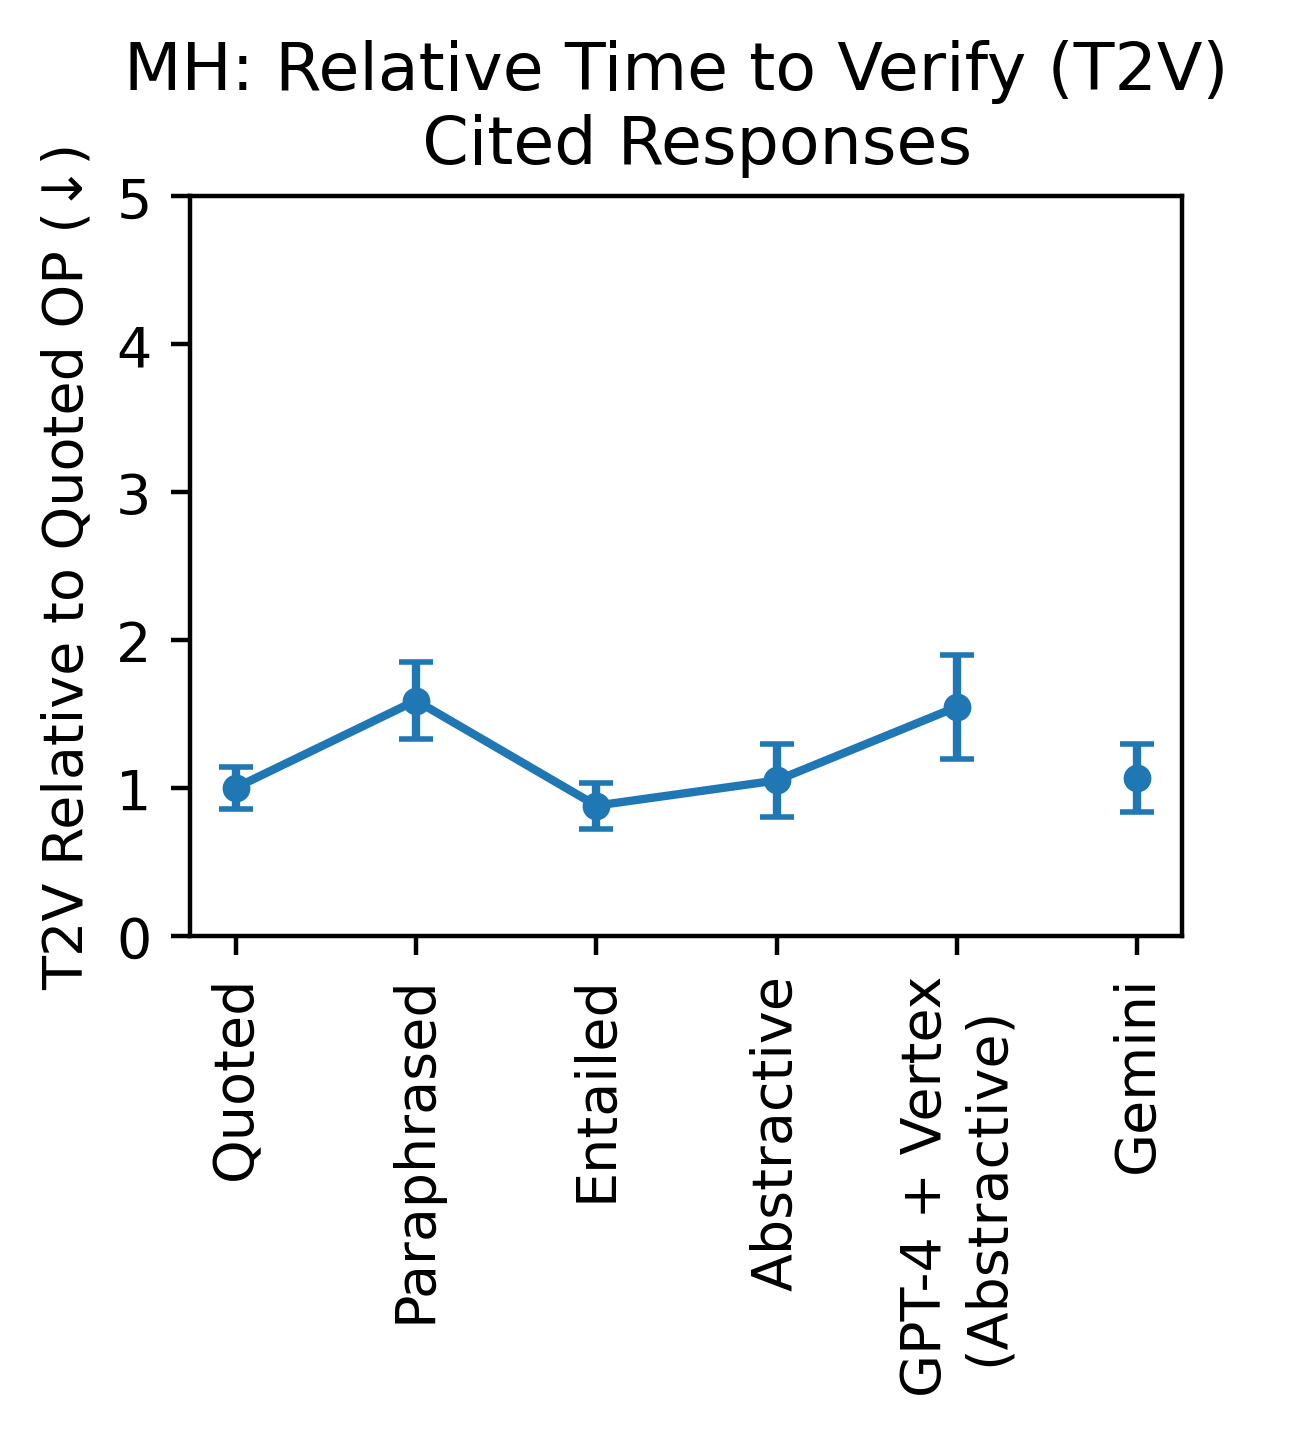 MH: Relative Time to Verify (T2V)
Cited Responses
T2V Relative to Quoted OP (↓)
5
4
3
2
1
0
Quoted
Paraphrased
Entailed
Abstractive
GPT-4 + Vertex
(Abstractive)
Gemini